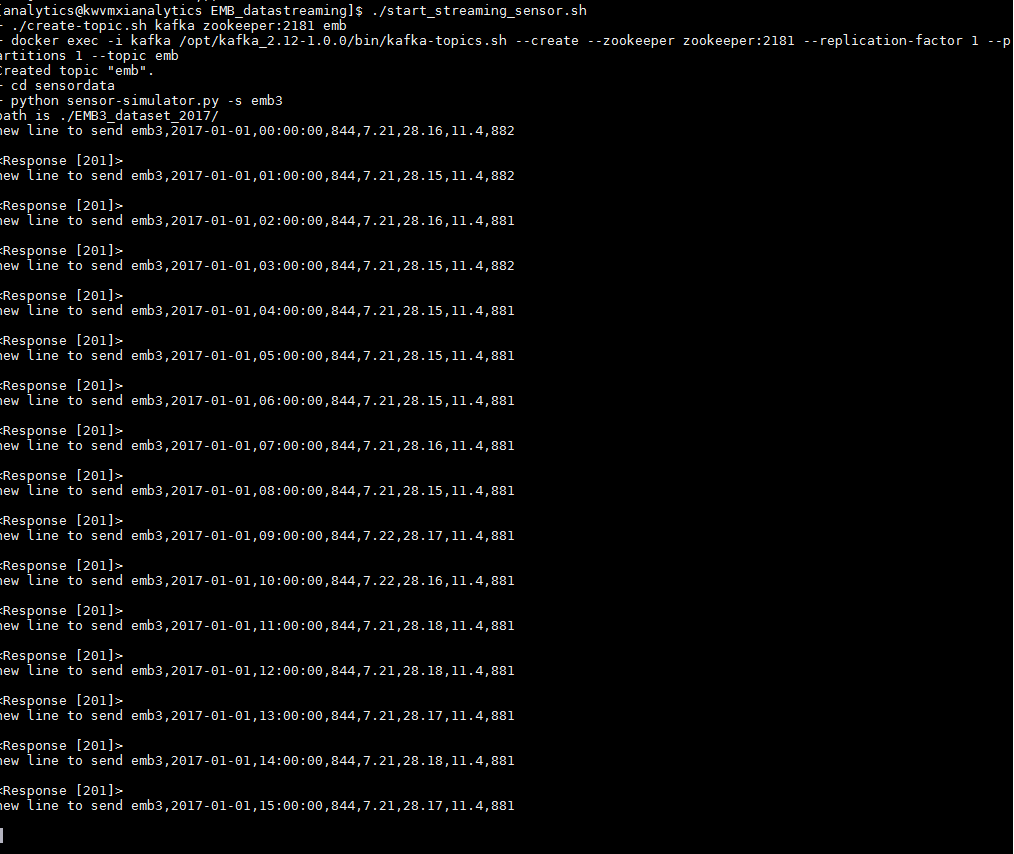 [analytics@kwvmxianalytics EMB_datastreaming]$ ./start_streaming_sensor.sh
- ./create-topic.sh kafka zookeeper:2181 emb
- docker exec -i kafka /opt/kafka_2.12-1.0.0/bin/kafka-topics.sh --create --zookeeper zookeeper:2181 --replication-factor 1 --p
artitions 1 --topic emb
Created topic "emb".
- cd sensordata
- python sensor-simulator.py -s emb3
path is ./EMB3_dataset_2017/
new line to send emb3,2017-01-01,00:00:00,844,7.21,28.16,11.4,882
<Response [201]>
new line to send emb3,2017-01-01,01:00:00,844,7.21,28.15,11.4,882
<Response [201]>
new line to send emb3,2017-01-01,02:00:00,844,7.21,28.16,11.4,881
<Response [201]>
new line to send emb3,2017-01-01,03:00:00,844,7.21,28.15,11.4,882
<Response [201]>
new line to send emb3,2017-01-01,04:00:00,844,7.21,28.15,11.4,881
<Response [201]>
new line to send emb3,2017-01-01,05:00:00,844,7.21,28.15,11.4,881
<Response [201]>
new line to send emb3,2017-01-01,06:00:00,844,7.21,28.15,11.4,881
<Response [201]>
new line to send emb3,2017-01-01,07:00:00,844,7.21,28.16,11.4,881
<Response [201]>
new line to send emb3,2017-01-01,08:00:00,844,7.21,28.15,11.4,881
<Response [201]>
new line to send emb3,2017-01-01,09:00:00,844,7.22,28.17,11.4,881
<Response [201]>
new line to send emb3,2017-01-01,10:00:00,844,7.22,28.16,11.4,881
<Response [201]>
new line to send emb3,2017-01-01,11:00:00,844,7.21,28.18,11.4,881
<Response [201]>
new line to send emb3,2017-01-01,12:00:00,844,7.21,28.18,11.4,881
<Response [201]>
new line to send emb3,2017-01-01,13:00:00,844,7.21,28.17,11.4,881
<Response [201]>
new line to send emb3,2017-01-01,14:00:00,844,7.21,28.18,11.4,881
<Response [201]>
new line to send emb3,2017-01-01,15:00:00,844,7.21,28.17,11.4,881